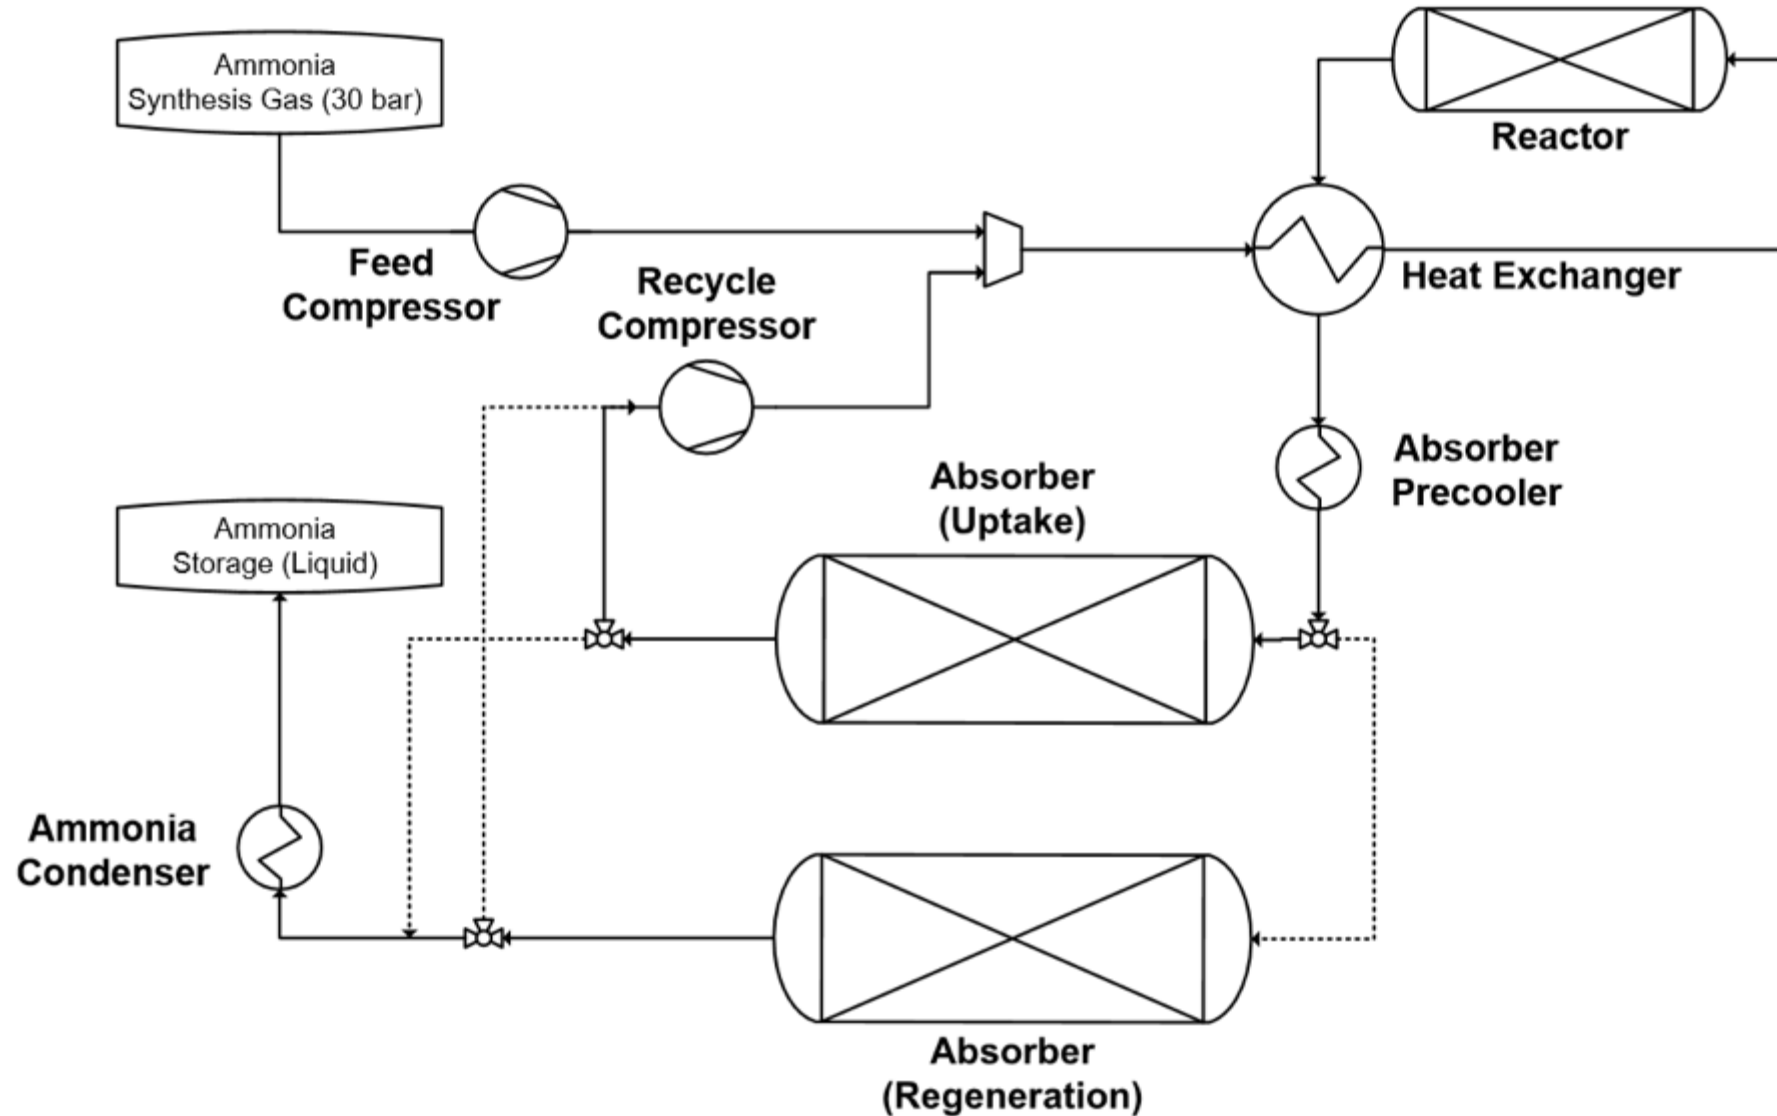 Ammonia
Synthesis Gas (30 bar)
Reactor
Feed
Compressor
Recycle
Compressor
Heat Exchanger
Absorber
Precooler
Absorber
(Uptake)
Ammonia
Storage (Liquid)
Ammonia
Condenser
Absorber
(Regeneration)